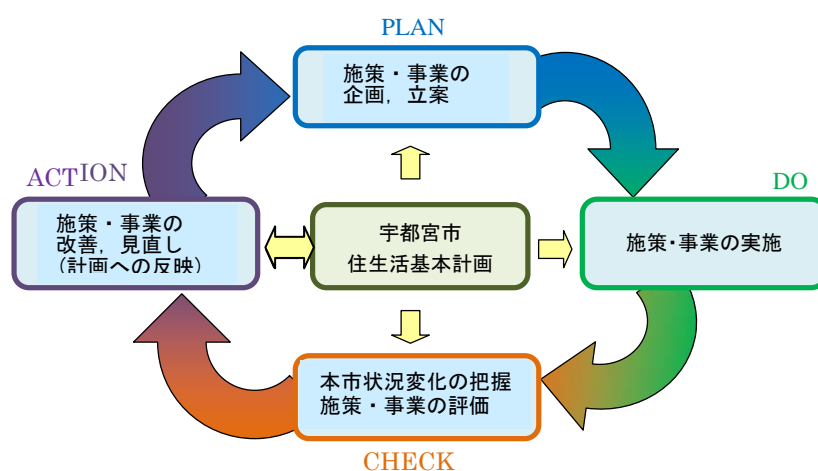 PLAN
施策・事業の
企画，立案
ACTION
施策・事業の
改善，見直し
（計画への反映）
宇都宮市
住生活基本計画
DO
施策・事業の実施
本市状況変化の把握
施策・事業の評価
CHECK